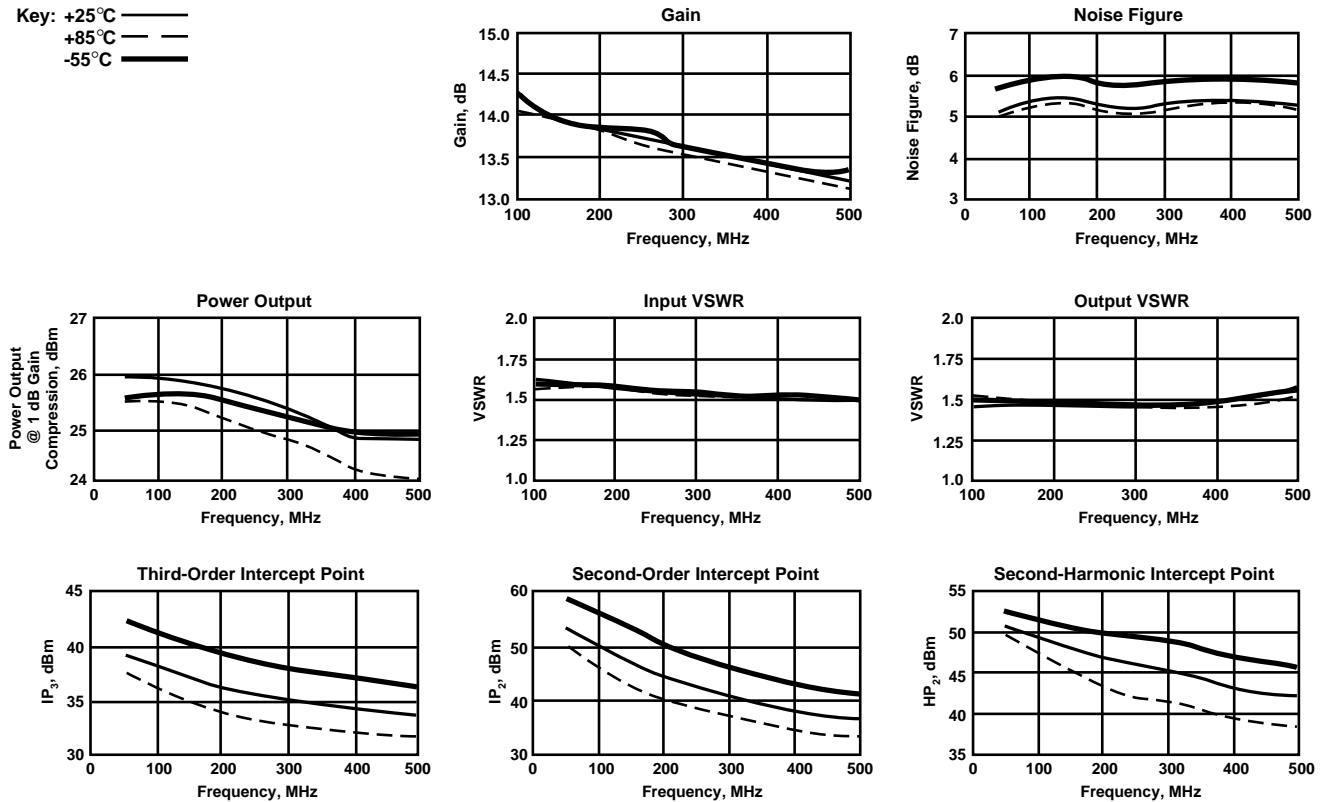 Key: +25°C
+85°C
-55°C
Gain
15.0
14.5
14.0
13.5
13.0
Gain, dB
100 200 300 400 500
Frequency, MHz
Noise Figure
7
6
5
4
3
Noise Figure, dB
0 100 200 300 400 500
Frequency, MHz
Power Output
27
26
25
24
Power Output
@ 1 dB Gain
Compression, dBm
0 100 200 300 400 500
Frequency, MHz
Input VSWR
2.0
1.75
1.5
1.25
1.0
VSWR
100 200 300 400 500
Frequency, MHz
Output VSWR
2.0
1.75
1.5
1.25
1.0
VSWR
100 200 300 400 500
Frequency, MHz
Third-Order Intercept Point
45
40
35
30
IP3, dBm
0 100 200 300 400 500
Frequency, MHz
Second-Order Intercept Point
60
50
40
30
IP2, dBm
0 100 200 300 400 500
Frequency, MHz
Second-Harmonic Intercept Point
55
50
45
40
35
HP2, dBm
0 100 200 300 400 500
Frequency, MHz